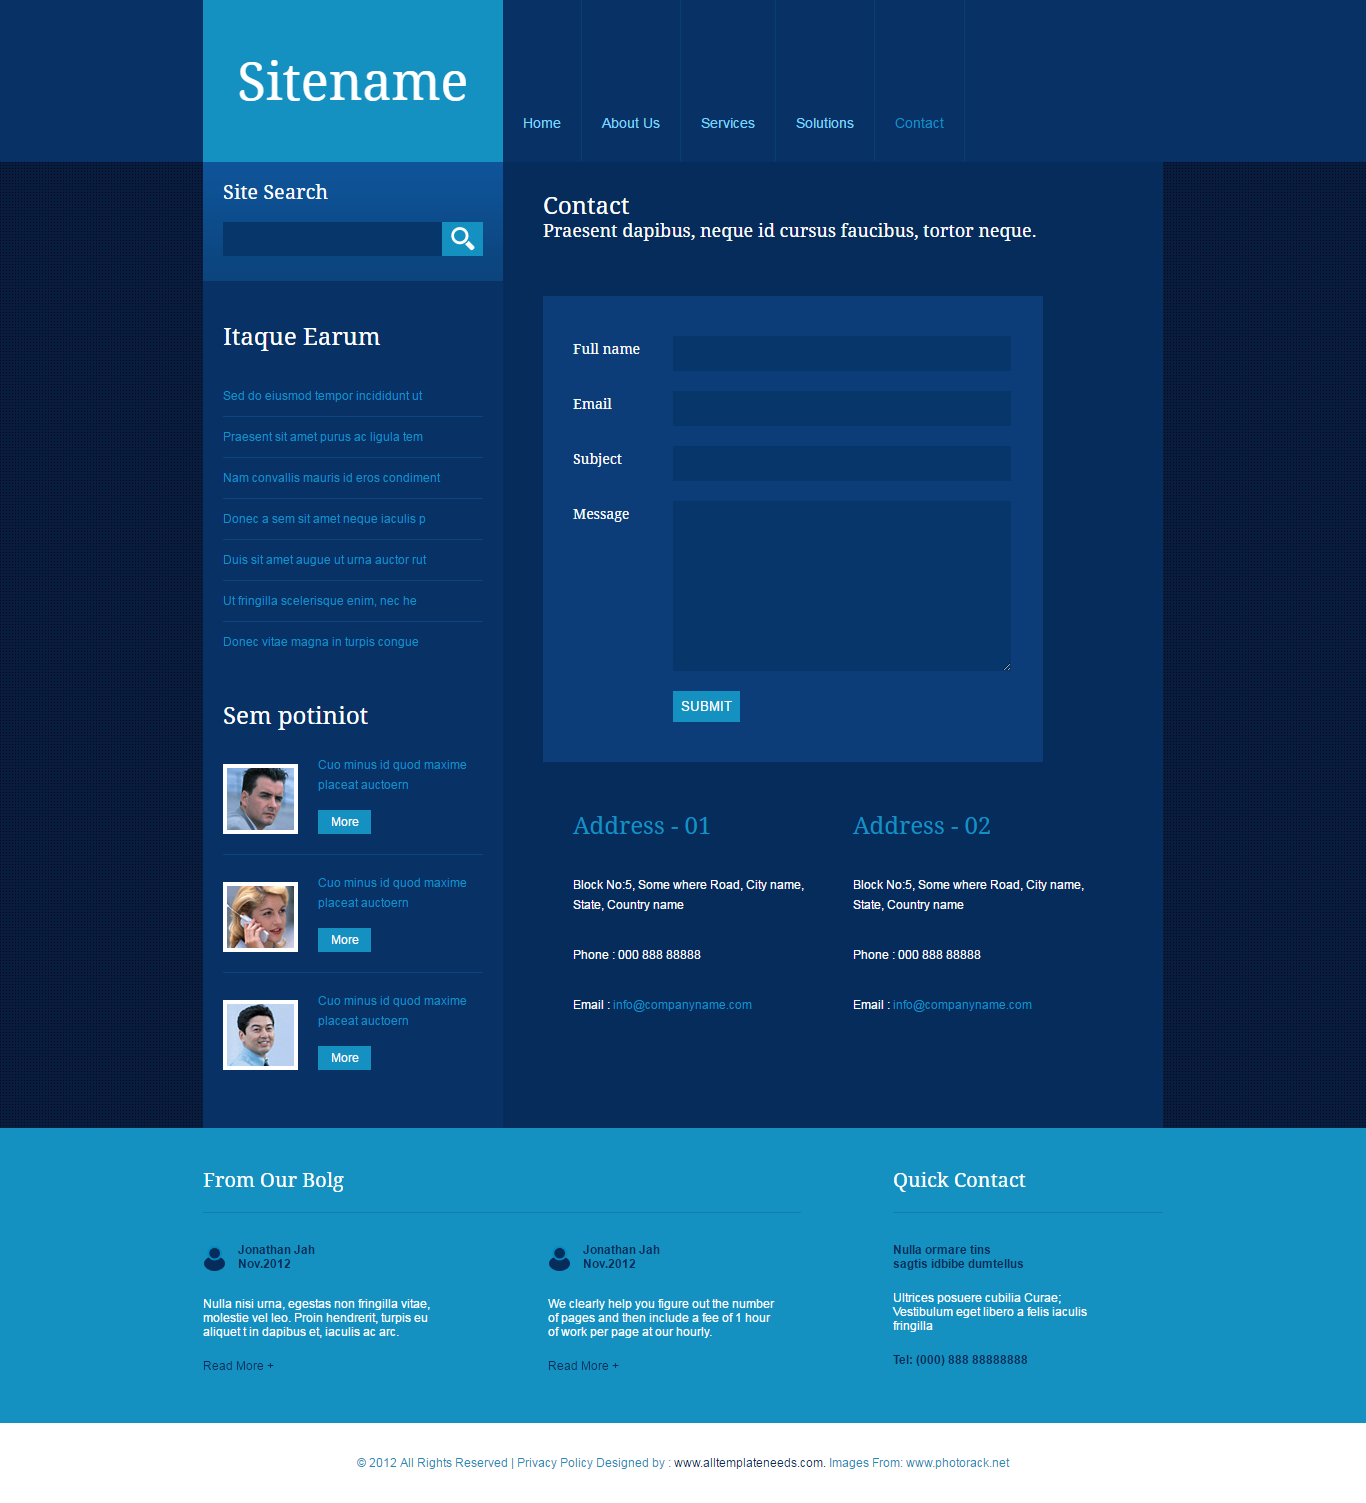 Sitename
Home
About Us
Services
Solutions
Contact
Site Search
Itaque Earum
Sed do eiusmod tempor incididunt ut
Praesent sit amet purus ac ligula tem
Nam convallis mauris id eros condiment
Donec a sem sit amet neque iaculis p
Duis sit amet augue ut urna auctor rut
Ut fringilla scelerisque enim, nec he
Donec vitae magna in turpis congue
Sem potiniot
Cuo minus id quod maxime
placeat auctoern
More
Cuo minus id quod maxime
placeat auctoern
More
Cuo minus id quod maxime
placeat auctoern
More
Contact
Praesent dapibus, neque id cursus faucibus, tortor neque.
Full name
Email
Subject
Message
SUBMIT
Address - 01
Block No:5, Some where Road, City name,
State, Country name
Phone : 000 888 88888
Email : info@companyname.com
Address - 02
Block No:5, Some where Road, City name,
State, Country name
Phone : 000 888 88888
Email : info@companyname.com
From Our Bolg
Jonathan Jah
Nov.2012
Nulla nisi urna, egestas non fringilla vitae,
molestie vel leo. Proin hendrerit, turpis eu
aliquet t in dapibus et, iaculis ac arc.
Read More +
Jonathan Jah
Nov.2012
We clearly help you figure out the number
of pages and then include a fee of 1 hour
of work per page at our hourly.
Read More +
Quick Contact
Nulla ormare tins
sagtis idbibe dumtellus
Ultrices posuere cubilia Curae;
Vestibulum eget libero a felis iaculis
fringilla
Tel: (000) 888 88888888
© 2012 All Rights Reserved | Privacy Policy Designed by : www.alltemplateneeds.com. Images From: www.photorack.net